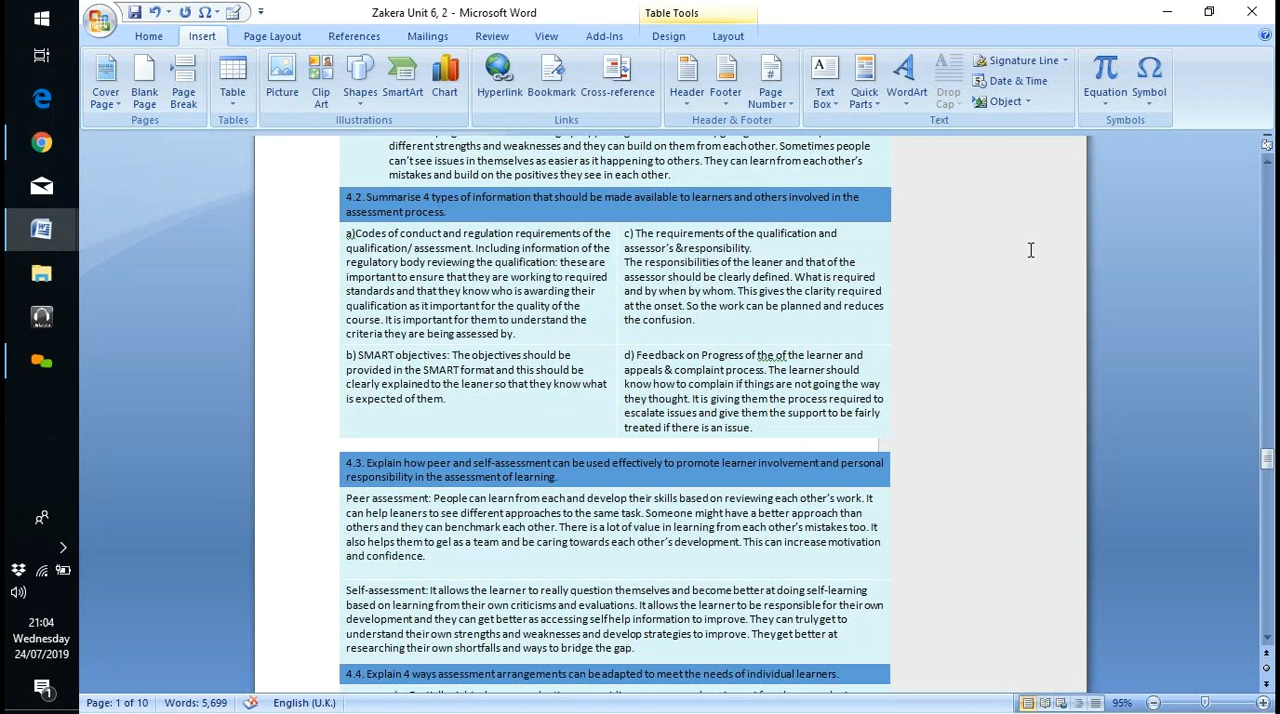 Zakera Unit 6, 2 - Microsoft Word
Table Tools
Home
Insert
Page Layout
References
Mailings
Review
View
Add-Ins
Design
Layout
Cover Page
Blank Page
Page Break
Table
Picture
Clip Art
Shapes
SmartArt
Chart
Hyperlink
Bookmark
Cross-reference
Header
Footer
Page Number
Text Box
Quick Parts
WordArt
Drop Cap
Signature Line
Date & Time
Object
Equation
Symbol
Pages
Tables
Illustrations
Links
Header & Footer
Text
Symbols
different strengths and weaknesses and they can build on them from each other. Sometimes people
can't see issues in themselves as easier as it happening to others. They can learn from each other's
mistakes and build on the positives they see in each other.
4.2. Summarise 4 types of information that should be made available to learners and others involved in the
assessment process.
a)Codes of conduct and regulation requirements of the
qualification/ assessment. Including information of the
regulatory body reviewing the qualification: these are
important to ensure that they are working to required
standards and that they know who is awarding their
qualification as it important for the quality of the
course. It is important for them to understand the
criteria they are being assessed by.
c) The requirements of the qualification and
assessor's &responsibility.
The responsibilities of the leaner and that of the
assessor should be clearly defined. What is required
and by when by whom. This gives the clarity required
at the onset. So the work can be planned and reduces
the confusion.
b) SMART objectives: The objectives should be
provided in the SMART format and this should be
clearly explained to the leaner so that they know what
is expected of them.
d) Feedback on Progress of the of the learner and
appeals & complaint process. The learner should
know how to complain if things are not going the way
they thought. It is giving them the process required to
escalate issues and give them the support to be fairly
treated if there is an issue.
4.3. Explain how peer and self-assessment can be used effectively to promote learner involvement and personal
responsibility in the assessment of learning.
Peer assessment: People can learn from each and develop their skills based on reviewing each other's work. It
can help leaners to see different approaches to the same task. Someone might have a better approach than
others and they can benchmark each other. There is a lot of value in learning from each other's mistakes too. It
also helps them to gel as a team and be caring towards each other's development. This can increase motivation
and confidence.
Self-assessment: It allows the learner to really question themselves and become better at doing self-learning
based on learning from their own criticisms and evaluations. It allows the learner to be responsible for their own
development and they can get better as accessing self help information to improve. They can truly get to
understand their own strengths and weaknesses and develop strategies to improve. They get better at
researching their own shortfalls and ways to bridge the gap.
4.4. Explain 4 ways assessment arrangements can be adapted to meet the needs of individual learners.
21:04
Wednesday
24/07/2019
1
Page: 1 of 10
Words: 5,699
English (U.K.)
95%